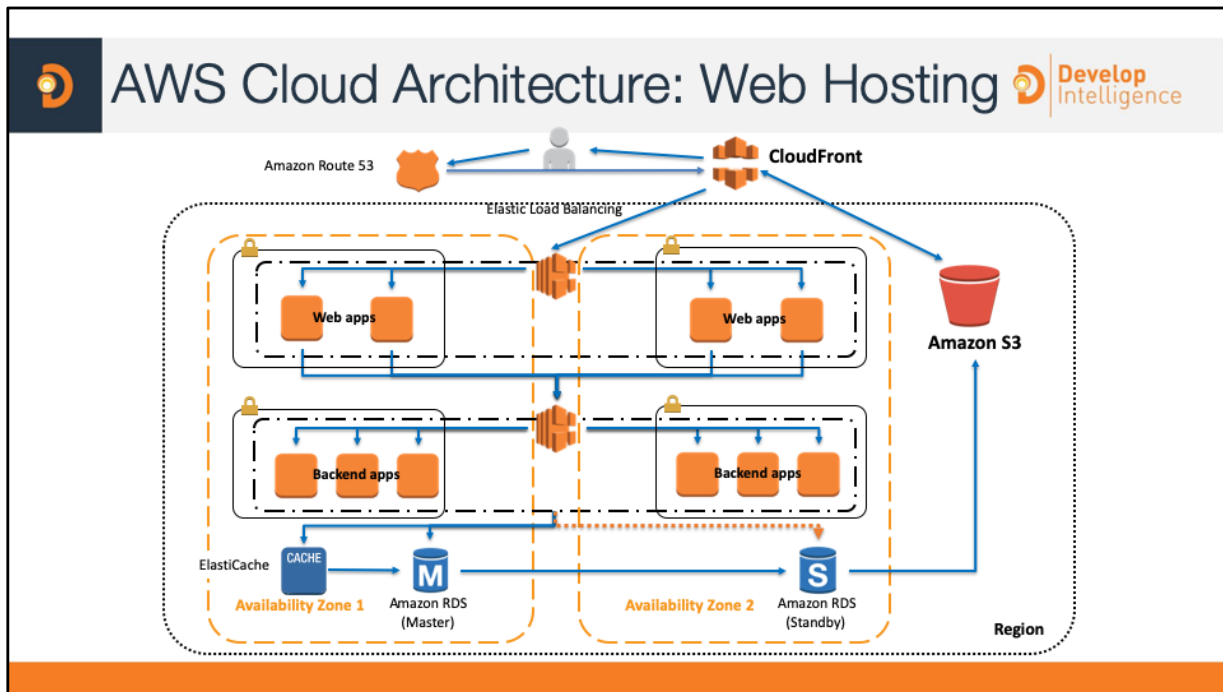 AWS Cloud Architecture: Web Hosting
Develop
Intelligence
Amazon Route 53
CloudFront
Elastic Load Balancing
Web apps
Web apps
Amazon S3
Backend apps
Backend apps
ElastiCache
CACHE
M
S
Availability Zone 1
Amazon RDS
(Master)
Availability Zone 2
Amazon RDS
(Standby)
Region